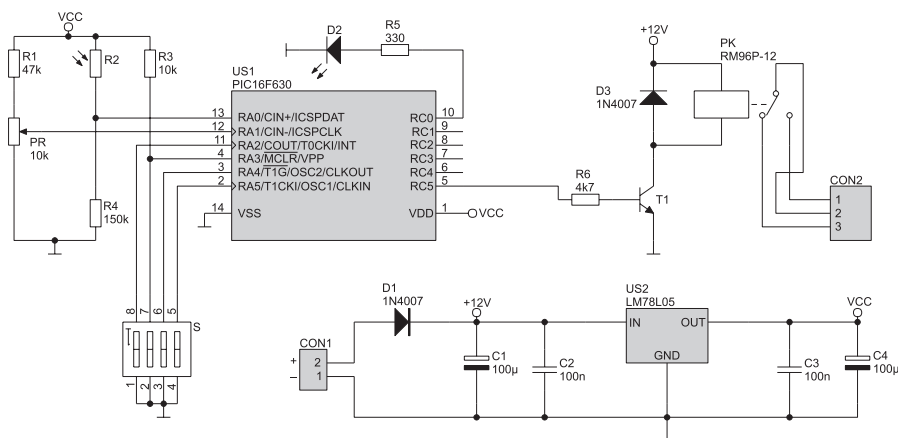 VCC
R1
47k
R2
R3
10k
PR
10k
R4
150k
US1
PIC16F630
D2
R5
330
13 RA0/CIN+/ICSPDAT
12 RA1/CIN-/ICSPCLK
11 RA2/COUT/T0CKI/INT
4 RA3/MCLR/VPP
3 RA4/T1G/OSC2/CLKOUT
2 RA5/T1CKI/OSC1/CLKIN
14 VSS
RC0 10
RC1 9
RC2 8
RC3 7
RC4 6
RC5 5
VDD 1
VCC
+12V
D3
1N4007
PK
RM96P-12
R6
4k7
T1
CON2
1
2
3
8 7 6 5
S
1 2 3 4
CON1
+ 2
– 1
D1
1N4007
+12V
C1
100µ
C2
100n
US2
LM78L05
IN OUT
GND
VCC
C3
100n
C4
100µ